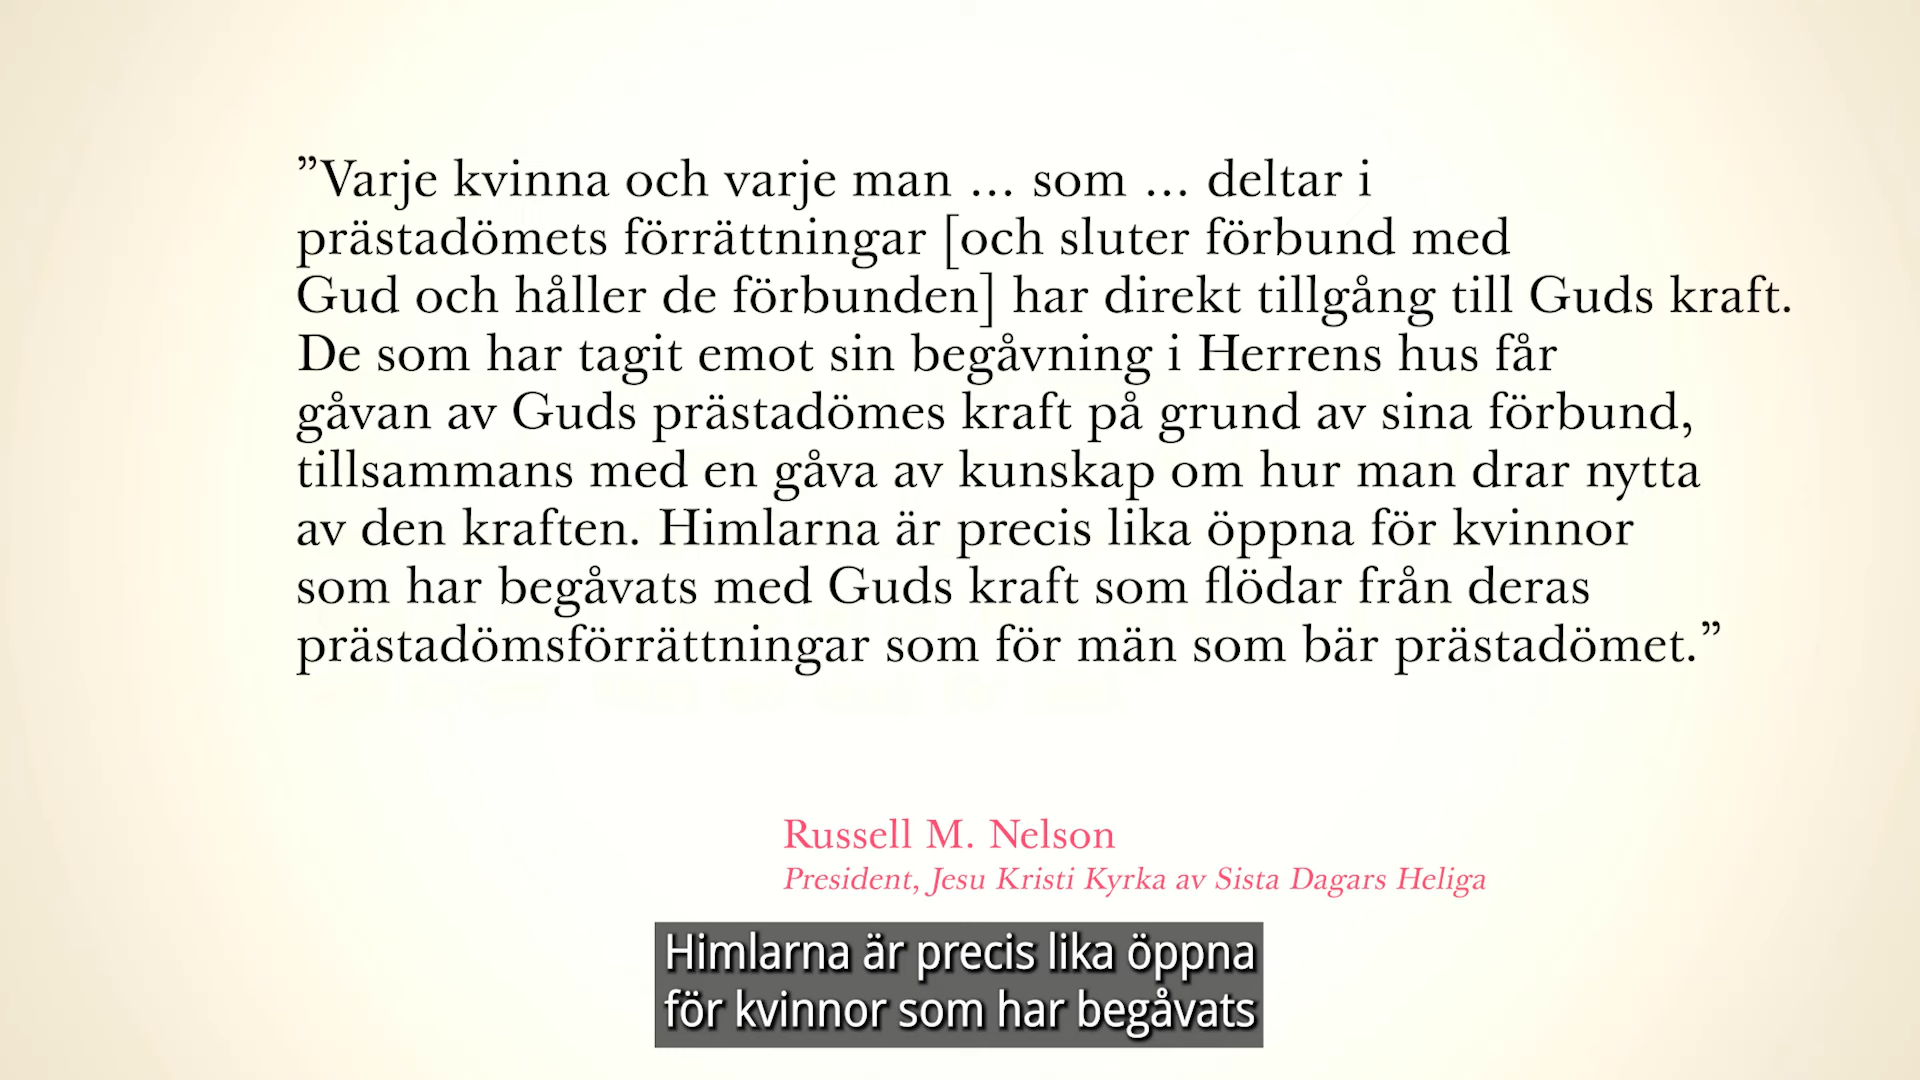 ”Varje kvinna och varje man … som … deltar i
prästadömets förrättningar [och sluter förbund med
Gud och håller de förbunden] har direkt tillgång till Guds kraft.
De som har tagit emot sin begåvning i Herrens hus får
gåvan av Guds prästadömes kraft på grund av sina förbund,
tillsammans med en gåva av kunskap om hur man drar nytta
av den kraften. Himlarna är precis lika öppna för kvinnor
som har begåvats med Guds kraft som flödar från deras
prästadömsförrättningar som för män som bär prästadömet.”
Russell M. Nelson
President, Jesu Kristi Kyrka av Sista Dagars Heliga
Himlarna är precis lika öppna
för kvinnor som har begåvats